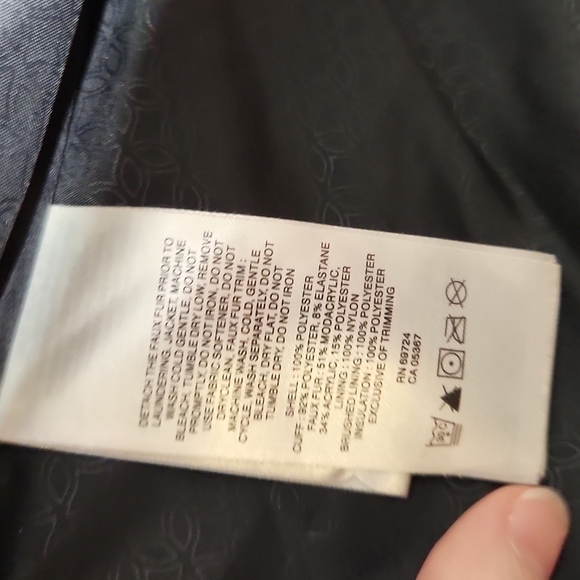 DETACH THE FAUX FUR PRIOR TO
LAUNDERING. JACKET, MACHINE
WASH COLD GENTLE, DO NOT
BLEACH, TUMBLE DRY LOW, REMOVE
PROMPTLY, DO NOT IRON, DO NOT
USE FABRIC SOFTENER, DO NOT
DRYCLEAN. FAUX FUR TRIM :
MACHINE WASH, COLD, GENTLE
CYCLE, WASH SEPARATELY, DO NOT
BLEACH, DRY FLAT, DO NOT
TUMBLE DRY, DO NOT IRON
SHELL : 100% POLYESTER
CUFF : 92% POLYESTER, 8% ELASTANE
FAUX FUR : 51% MODACRYLIC,
34% ACRYLIC, 15% POLYESTER
LINING : 100% NYLON
BRUSHED LINING : 100% POLYESTER
INSULATION : 100% POLYESTER
EXCLUSIVE OF TRIMMING
RN 69724
CA 05367